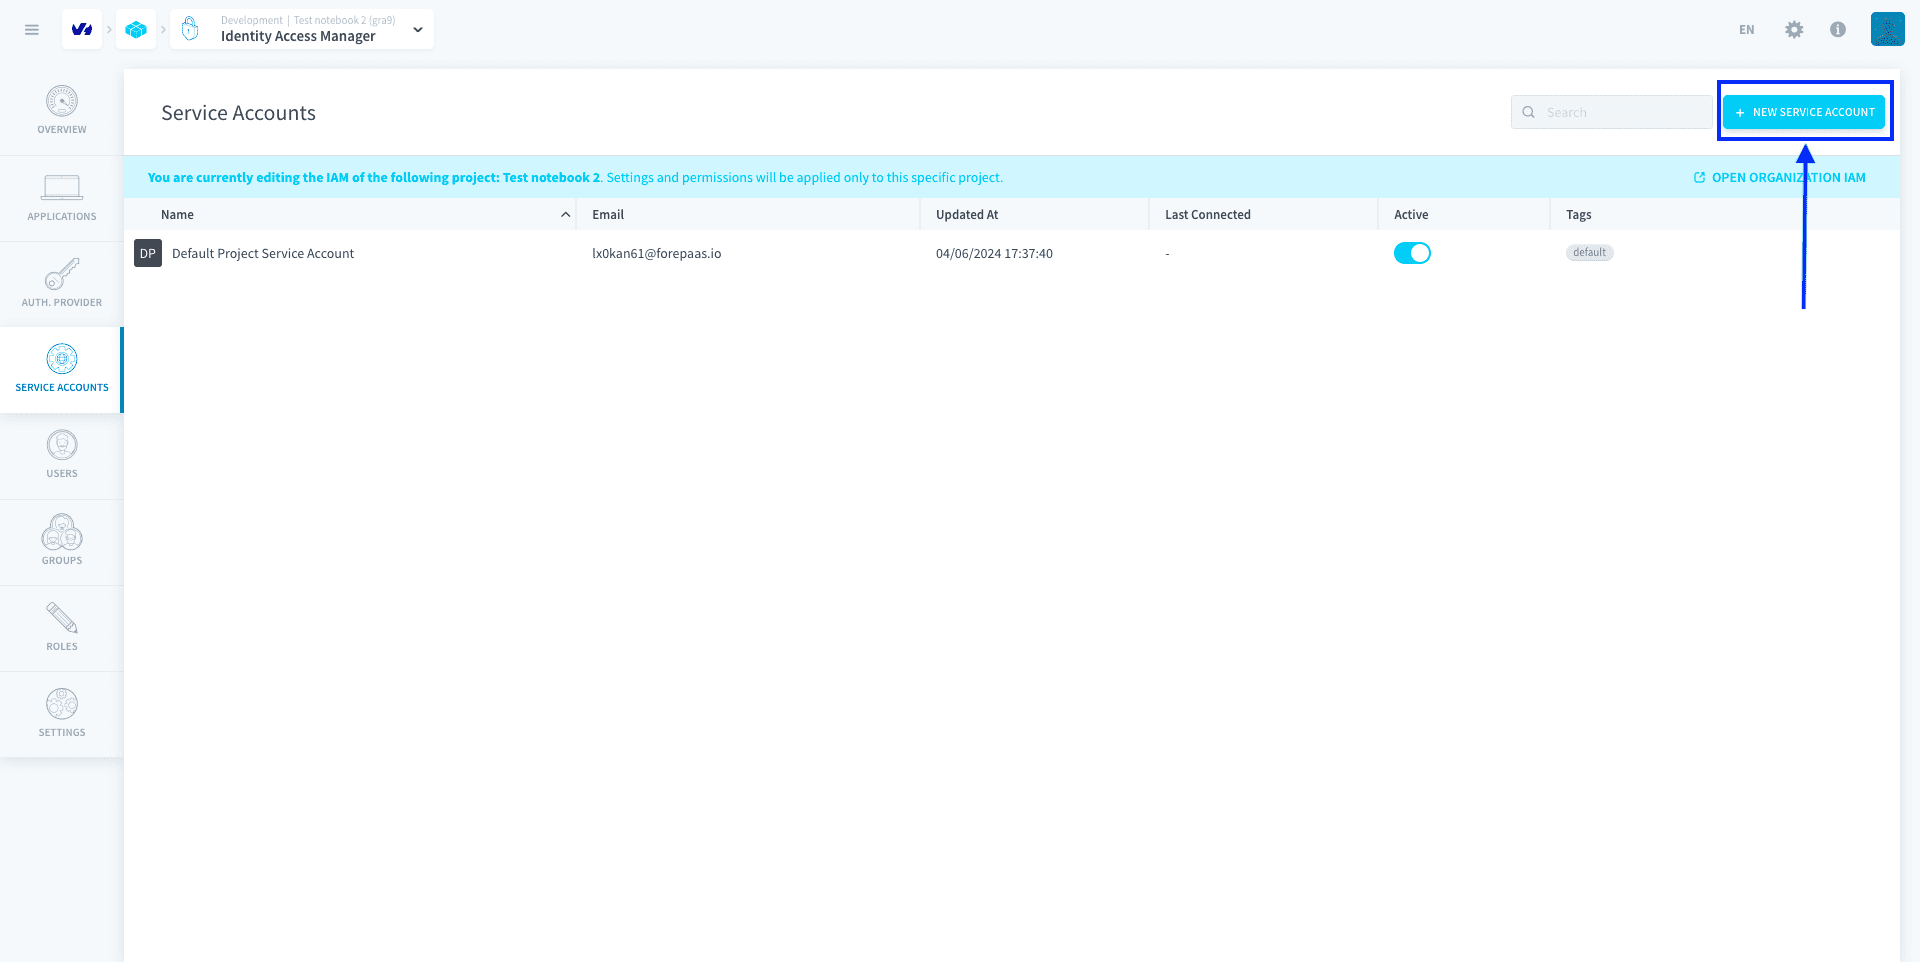 Development | Test notebook 2 (gra9)
Identity Access Manager
EN
OVERVIEW
APPLICATIONS
AUTH. PROVIDER
SERVICE ACCOUNTS
USERS
GROUPS
ROLES
SETTINGS
Service Accounts
Search
+ NEW SERVICE ACCOUNT
You are currently editing the IAM of the following project: Test notebook 2. Settings and permissions will be applied only to this specific project.
OPEN ORGANIZATION IAM
Name Email Updated At Last Connected Active Tags
DP Default Project Service Account lx0kan61@forepaas.io 04/06/2024 17:37:40 - default